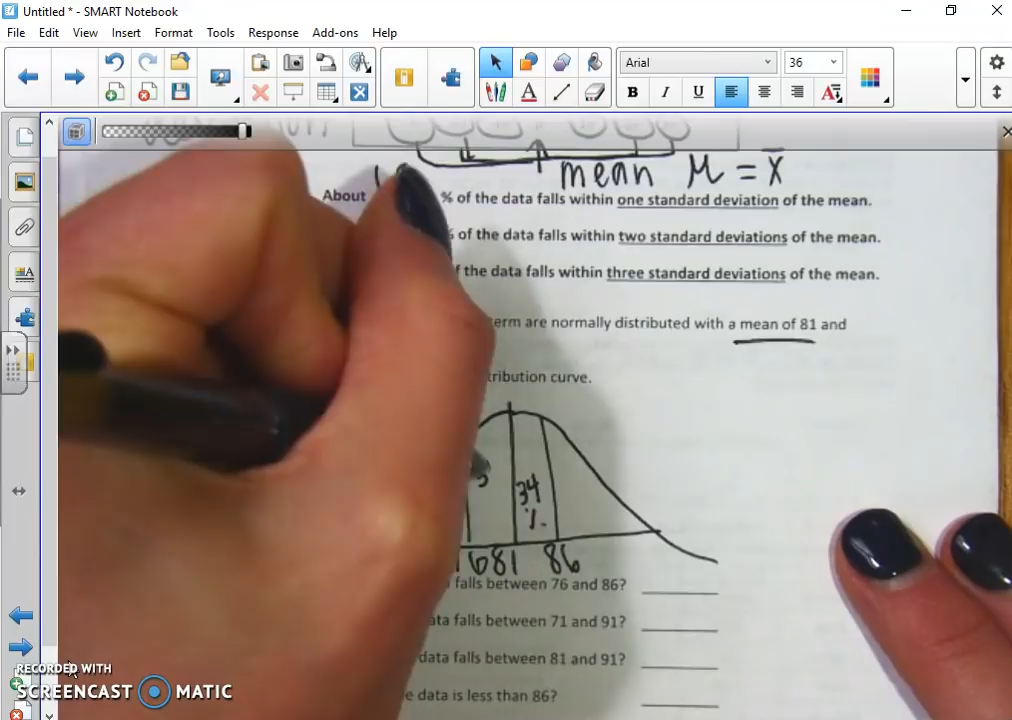 Untitled * - SMART Notebook
File Edit View Insert Format Tools Response Add-ons Help
Arial 36
B I U A
mean μ = x̄
About % of the data falls within one standard deviation of the mean.
% of the data falls within two standard deviations of the mean.
the data falls within three standard deviations of the mean.
term are normally distributed with a mean of 81 and
curve.
34
%
81 86
falls between 76 and 86?
falls between 71 and 91?
data falls between 81 and 91?
data is less than 86?
RECORDED WITH
SCREENCAST MATIC